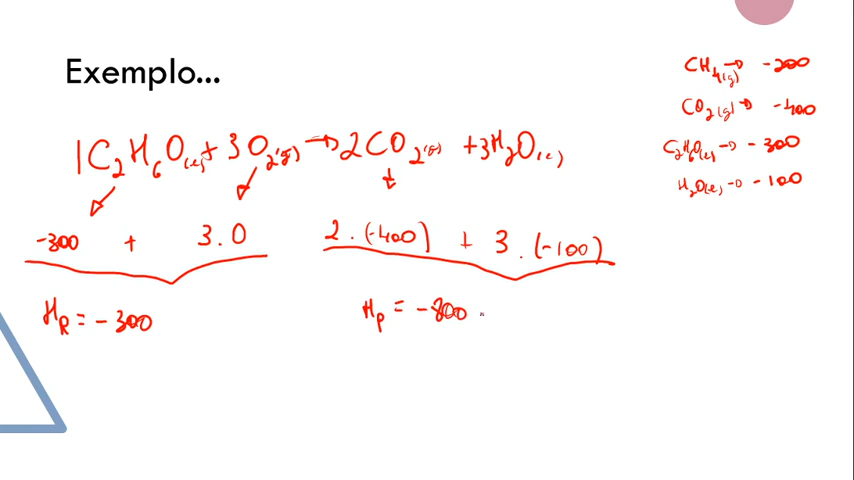 Exemplo...
CH4(g) → -200
CO2(g) → -400
C2H6O(l) → -300
H2O(l) → -100
1C2H6O(l) + 3O2(g) → 2CO2(g) + 3H2O(l)
-300 + 3.0 2.(-400) + 3.(-100)
HR = -300 Hp = -800